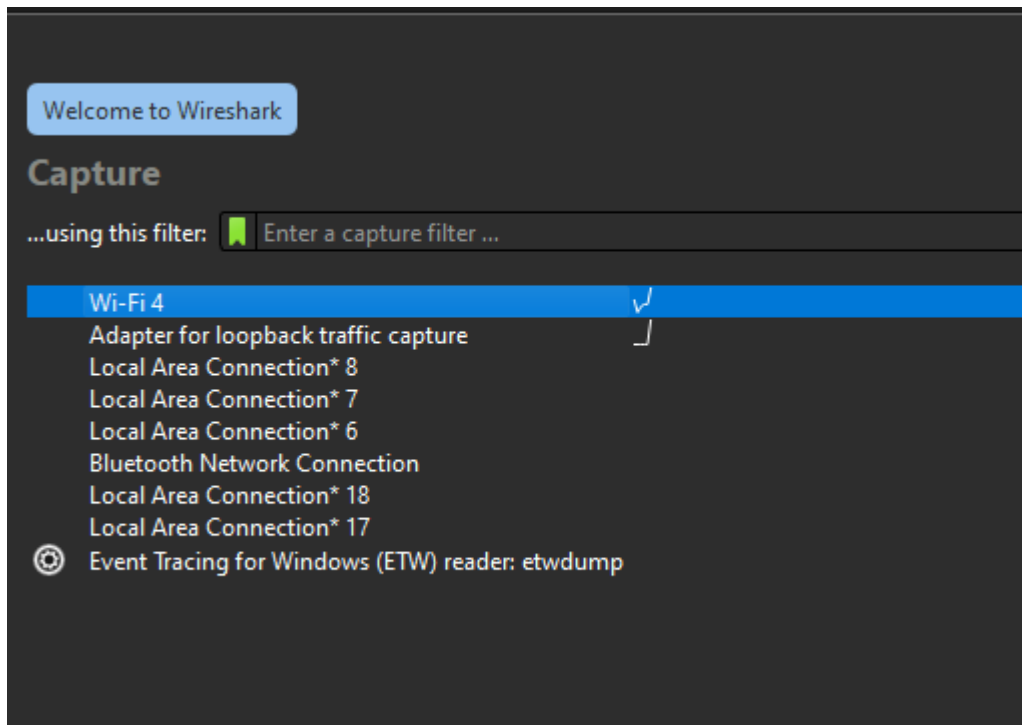 Welcome to Wireshark
Capture
...using this filter: Enter a capture filter ...
Wi-Fi 4
Adapter for loopback traffic capture
Local Area Connection* 8
Local Area Connection* 7
Local Area Connection* 6
Bluetooth Network Connection
Local Area Connection* 18
Local Area Connection* 17
Event Tracing for Windows (ETW) reader: etwdump